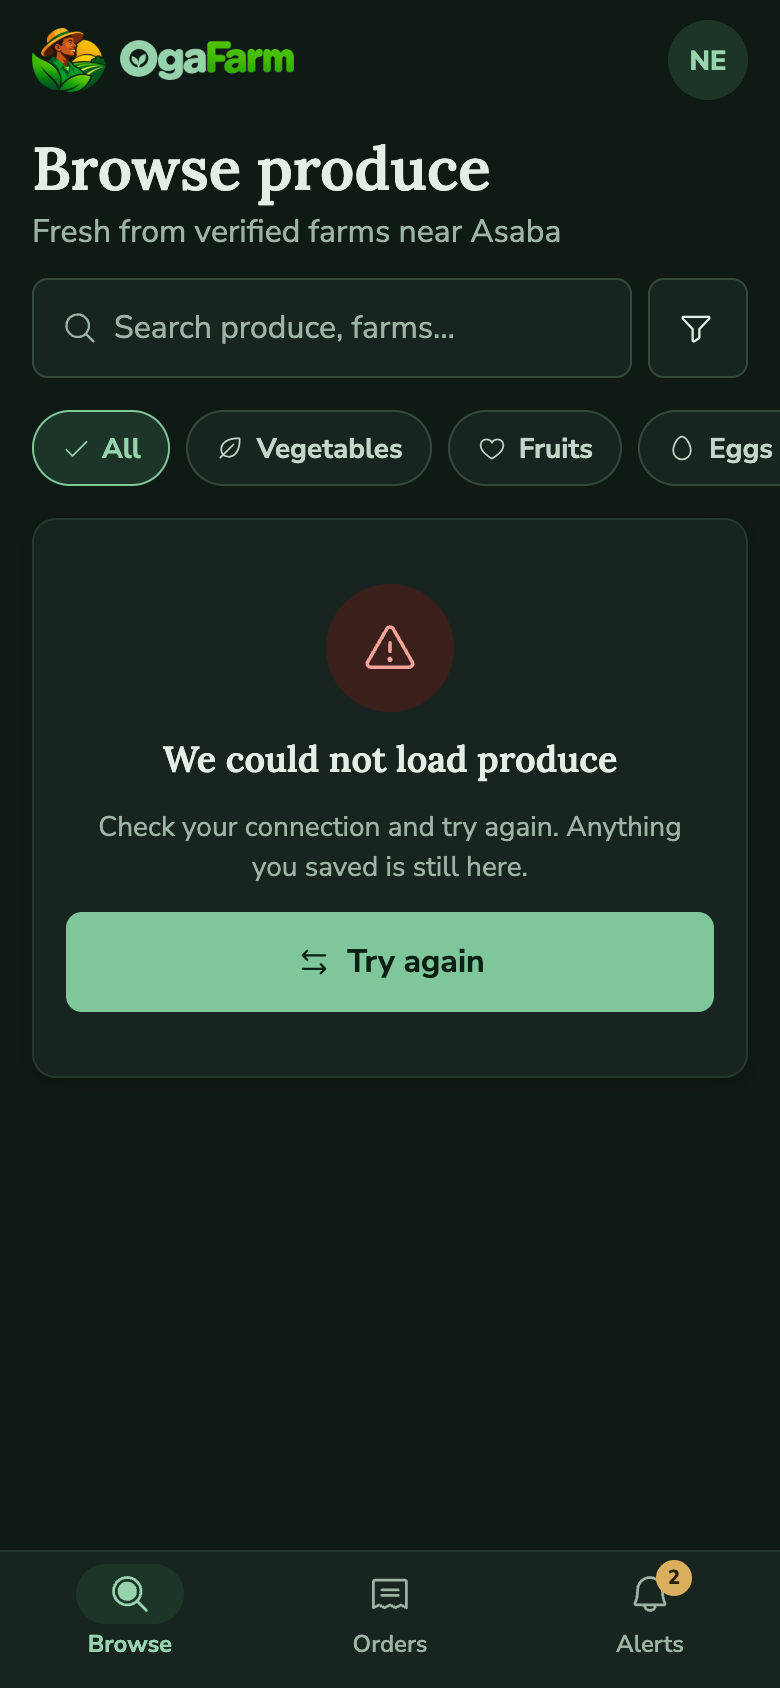 OgaFarm
NE
Browse produce
Fresh from verified farms near Asaba
Search produce, farms...
All
Vegetables
Fruits
Eggs
We could not load produce
Check your connection and try again. Anything
you saved is still here.
Try again
2
Browse
Orders
Alerts